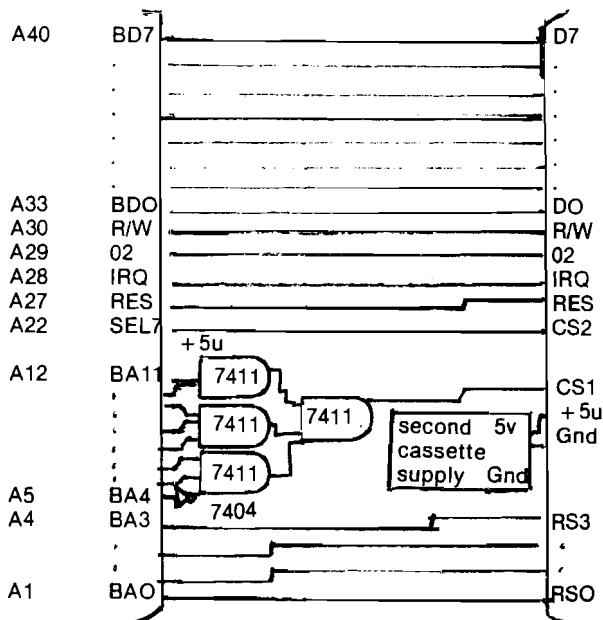 A40 BD7 D7
A33 BDO DO
A30 R/W R/W
A29 02 02
A28 IRQ IRQ
A27 RES RES
A22 SEL7 CS2
+5u
A12 BA11 7411 CS1
7411 7411 second 5v +5u
cassette Gnd
7411 supply Gnd
A5 BA4
7404
A4 BA3 RS3
A1 BAO RSO